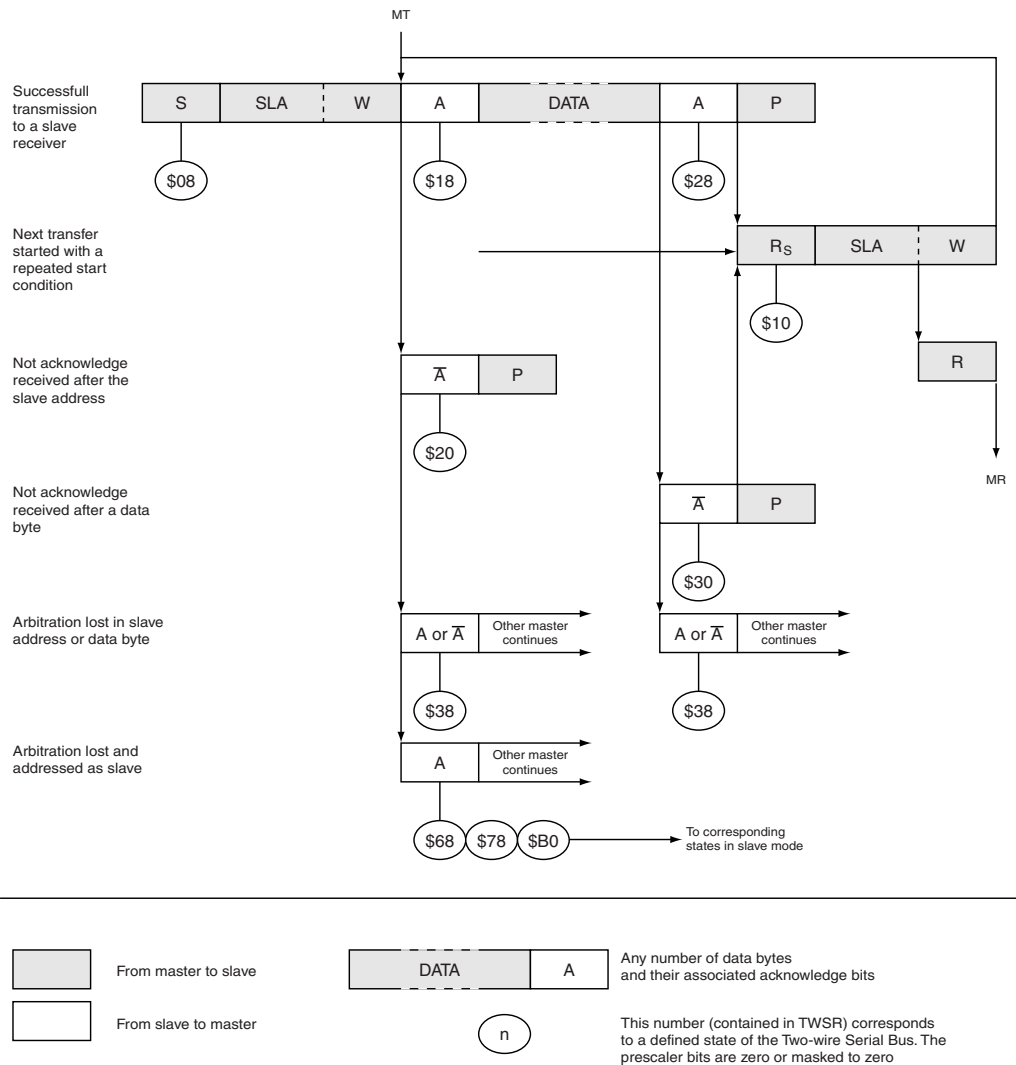 MT
Successfull
transmission
to a slave
receiver
S SLA W A DATA A P
$08 $18 $28
Next transfer
started with a
repeated start
condition
RS SLA W
$10
Not acknowledge
received after the
slave address
A̅ P
R
$20
MR
Not acknowledge
received after a data
byte
A̅ P
$30
Arbitration lost in slave
address or data byte
A or A̅ Other master
continues
A or A̅ Other master
continues
$38 $38
Arbitration lost and
addressed as slave
A Other master
continues
$68 $78 $B0
To corresponding
states in slave mode
From master to slave
DATA A
Any number of data bytes
and their associated acknowledge bits
From slave to master
n
This number (contained in TWSR) corresponds
to a defined state of the Two-wire Serial Bus. The
prescaler bits are zero or masked to zero